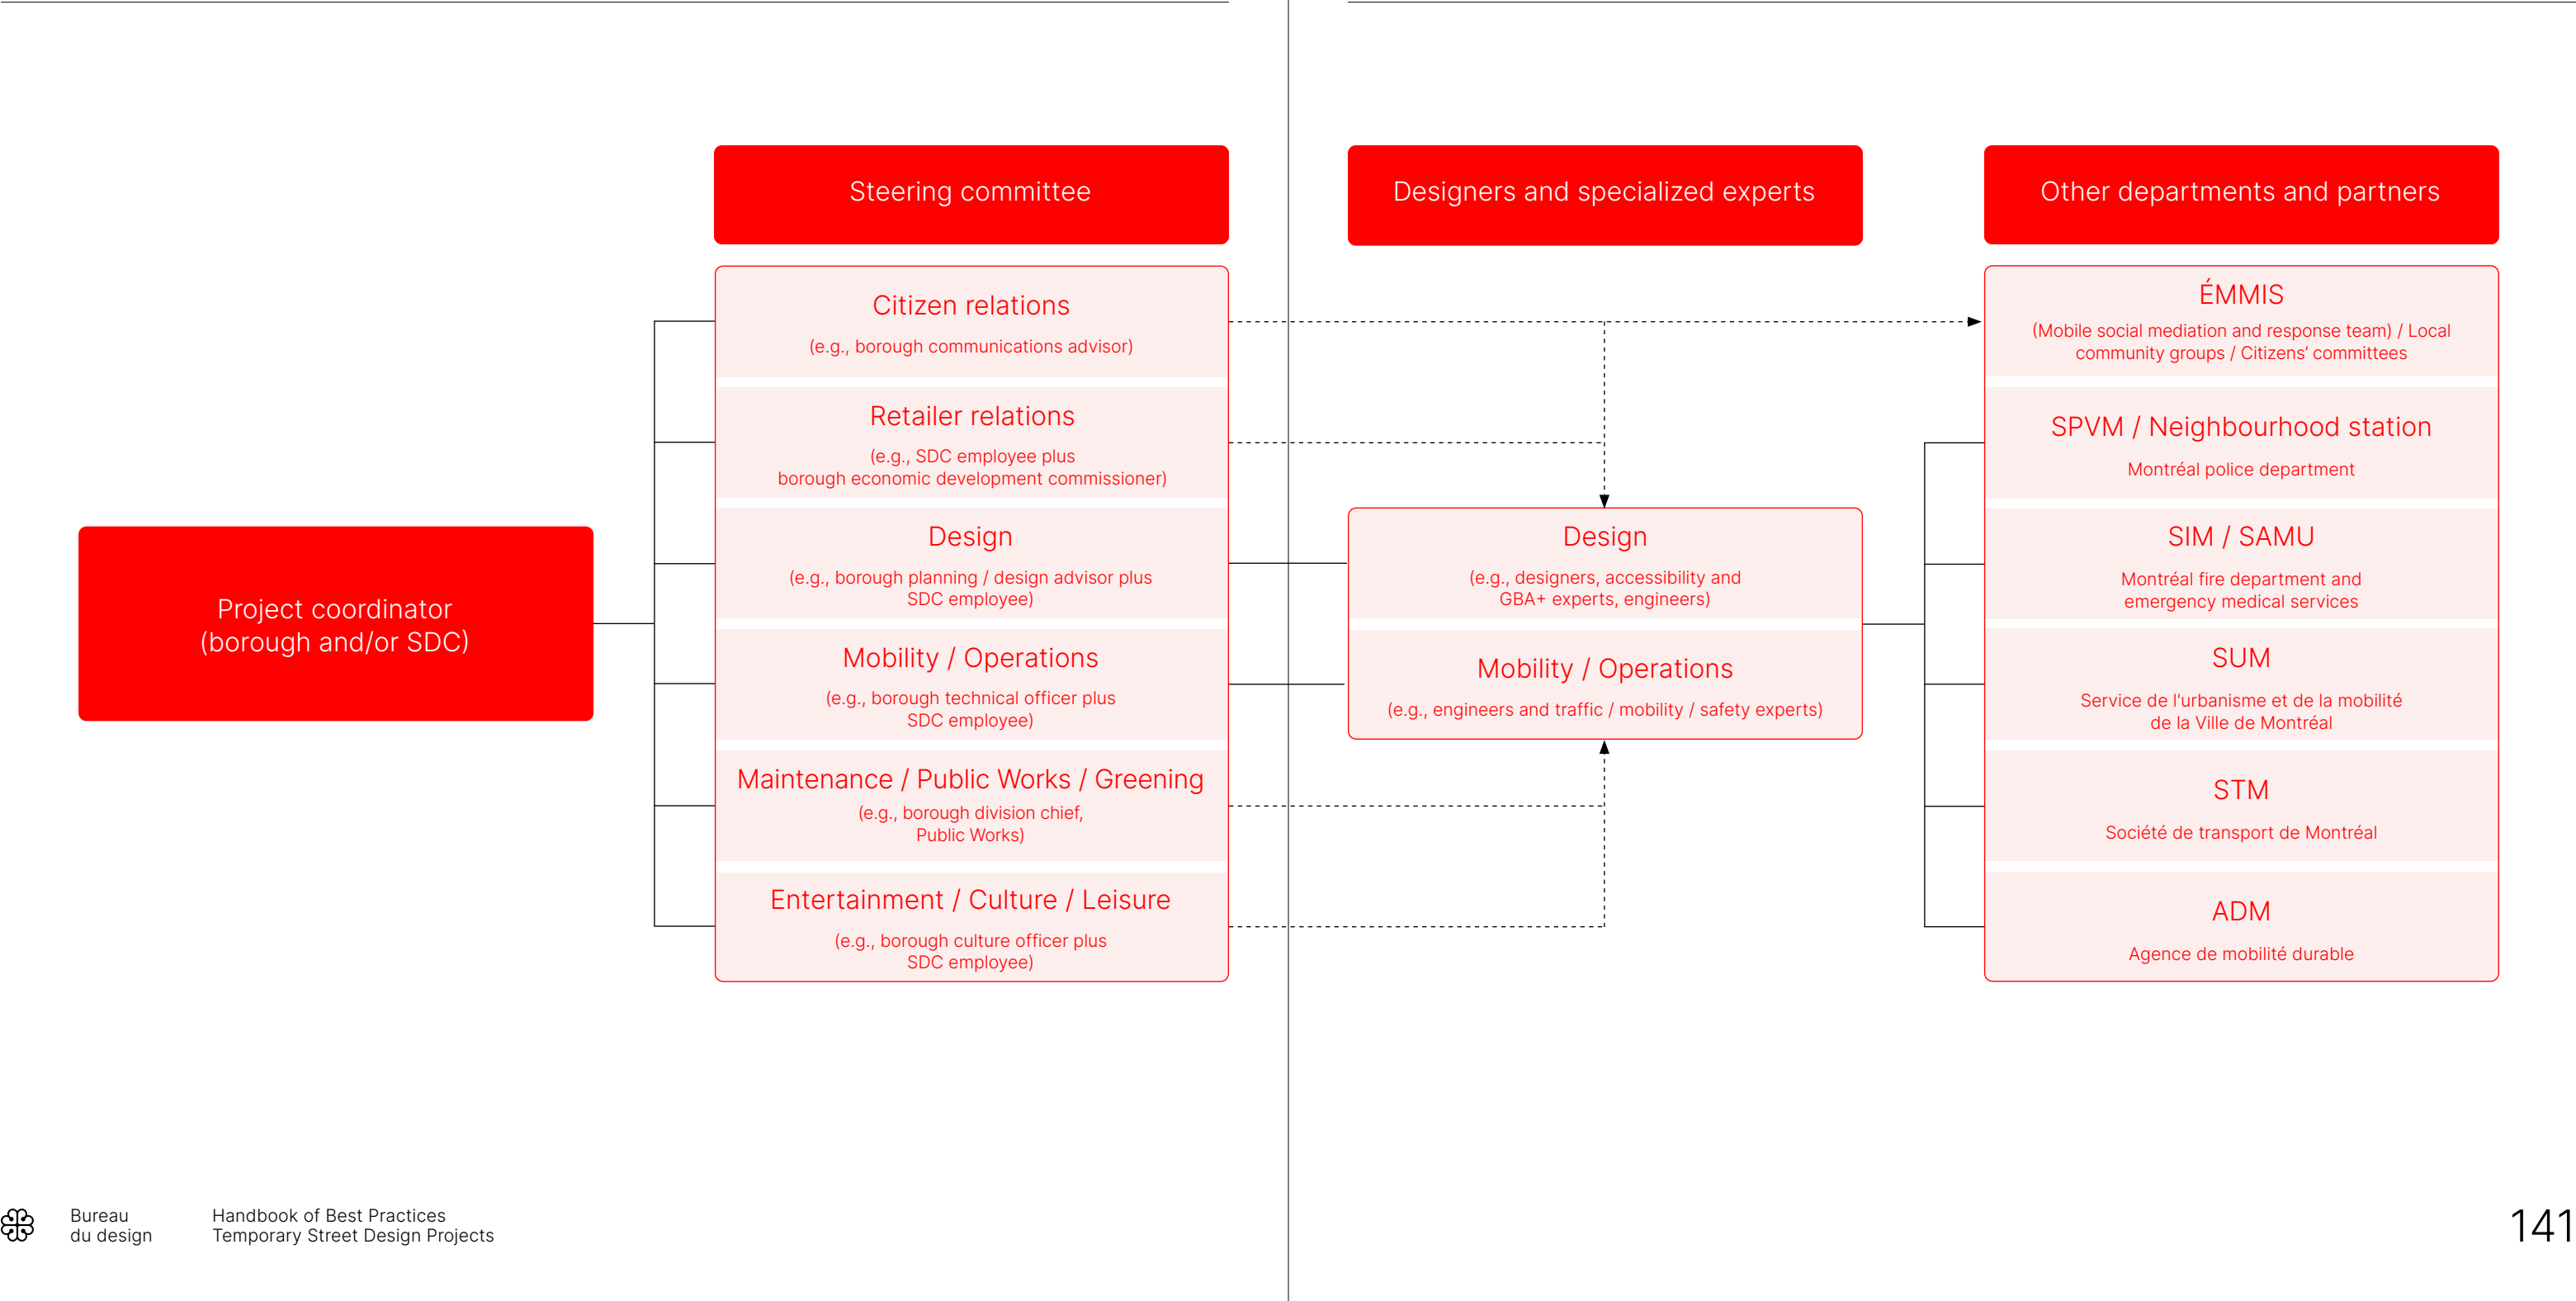 Project coordinator
(borough and/or SDC)
Steering committee
Citizen relations
(e.g., borough communications advisor)
Retailer relations
(e.g., SDC employee plus
borough economic development commissioner)
Design
(e.g., borough planning / design advisor plus
SDC employee)
Mobility / Operations
(e.g., borough technical officer plus
SDC employee)
Maintenance / Public Works / Greening
(e.g., borough division chief,
Public Works)
Entertainment / Culture / Leisure
(e.g., borough culture officer plus
SDC employee)
Designers and specialized experts
Design
(e.g., designers, accessibility and
GBA+ experts, engineers)
Mobility / Operations
(e.g., engineers and traffic / mobility / safety experts)
Other departments and partners
ÉMMIS
(Mobile social mediation and response team) / Local
community groups / Citizens’ committees
SPVM / Neighbourhood station
Montréal police department
SIM / SAMU
Montréal fire department and
emergency medical services
SUM
Service de l'urbanisme et de la mobilité
de la Ville de Montréal
STM
Société de transport de Montréal
ADM
Agence de mobilité durable
Bureau
du design
Handbook of Best Practices
Temporary Street Design Projects
141